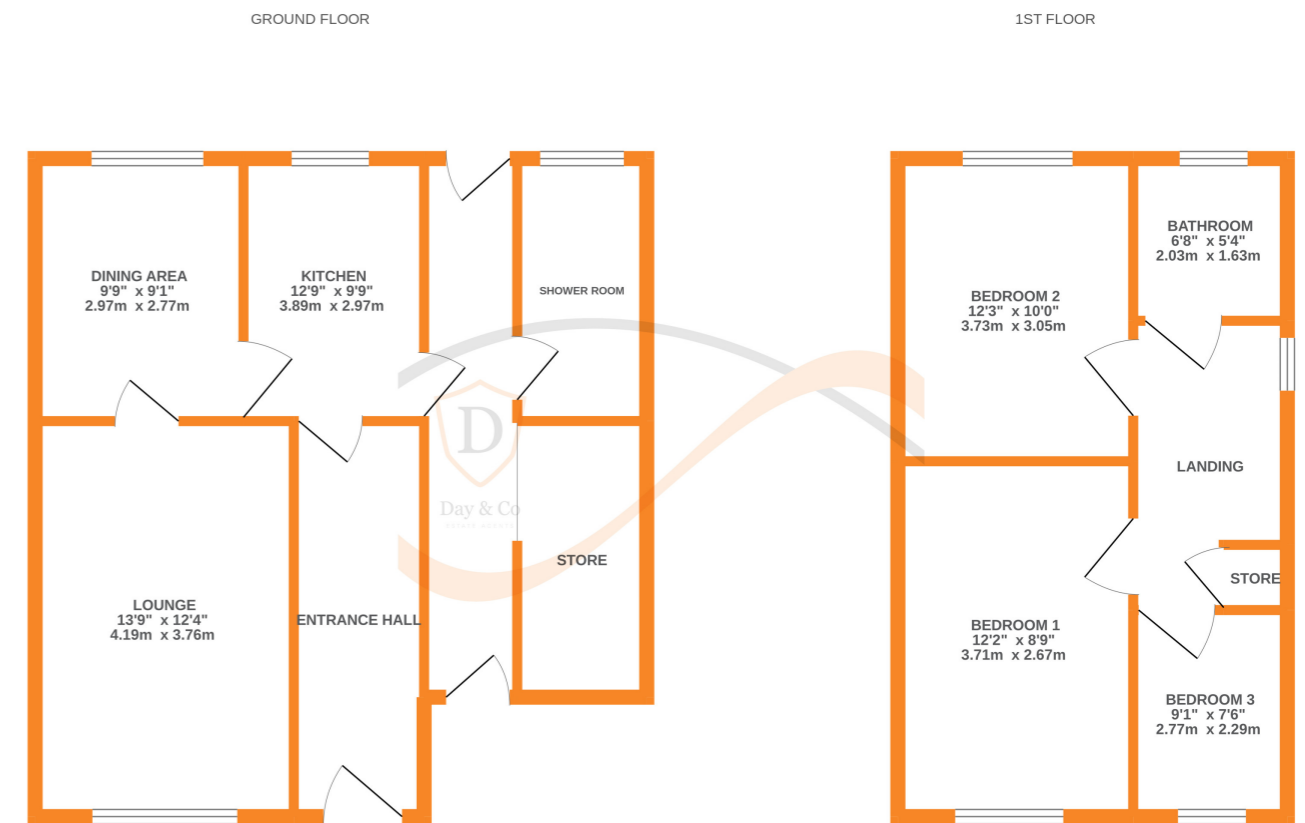 GROUND FLOOR
1ST FLOOR
DINING AREA
9'9" x 9'1"
2.97m x 2.77m
KITCHEN
12'9" x 9'9"
3.89m x 2.97m
SHOWER ROOM
D
Day & Co
STORE
LOUNGE
13'9" x 12'4"
4.19m x 3.76m
ENTRANCE HALL
BATHROOM
6'8" x 5'4"
2.03m x 1.63m
BEDROOM 2
12'3" x 10'0"
3.73m x 3.05m
LANDING
STORE
BEDROOM 1
12'2" x 8'9"
3.71m x 2.67m
BEDROOM 3
9'1" x 7'6"
2.77m x 2.29m